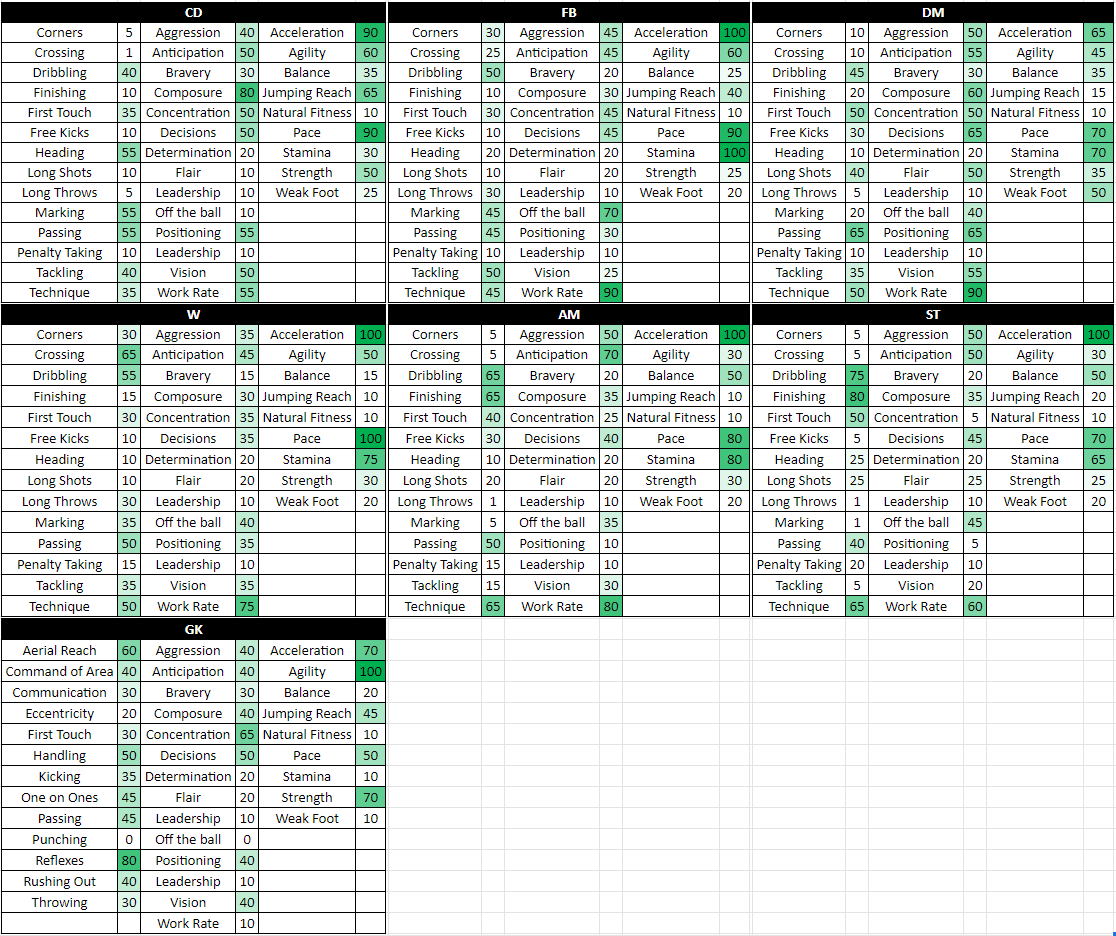 CD FB DM
Corners 5 Aggression 40 Acceleration 90 Corners 30 Aggression 45 Acceleration 100 Corners 10 Aggression 50 Acceleration 65
Crossing 1 Anticipation 50 Agility 60 Crossing 25 Anticipation 45 Agility 60 Crossing 10 Anticipation 55 Agility 45
Dribbling 40 Bravery 30 Balance 35 Dribbling 50 Bravery 20 Balance 25 Dribbling 45 Bravery 30 Balance 35
Finishing 10 Composure 80 Jumping Reach 65 Finishing 10 Composure 30 Jumping Reach 40 Finishing 20 Composure 60 Jumping Reach 15
First Touch 35 Concentration 50 Natural Fitness 10 First Touch 30 Concentration 45 Natural Fitness 10 First Touch 50 Concentration 50 Natural Fitness 10
Free Kicks 10 Decisions 50 Pace 90 Free Kicks 10 Decisions 45 Pace 90 Free Kicks 30 Decisions 65 Pace 70
Heading 55 Determination 20 Stamina 30 Heading 20 Determination 20 Stamina 100 Heading 10 Determination 20 Stamina 70
Long Shots 10 Flair 10 Strength 50 Long Shots 10 Flair 20 Strength 25 Long Shots 40 Flair 50 Strength 35
Long Throws 5 Leadership 10 Weak Foot 25 Long Throws 30 Leadership 10 Weak Foot 20 Long Throws 5 Leadership 10 Weak Foot 50
Marking 55 Off the ball 10 Marking 45 Off the ball 70 Marking 20 Off the ball 40
Passing 55 Positioning 55 Passing 45 Positioning 30 Passing 65 Positioning 65
Penalty Taking 10 Leadership 10 Penalty Taking 10 Leadership 10 Penalty Taking 10 Leadership 10
Tackling 40 Vision 50 Tackling 50 Vision 25 Tackling 35 Vision 55
Technique 35 Work Rate 55 Technique 45 Work Rate 90 Technique 50 Work Rate 90
W AM ST
Corners 30 Aggression 35 Acceleration 100 Corners 5 Aggression 50 Acceleration 100 Corners 5 Aggression 50 Acceleration 100
Crossing 65 Anticipation 45 Agility 50 Crossing 5 Anticipation 70 Agility 30 Crossing 5 Anticipation 50 Agility 30
Dribbling 55 Bravery 15 Balance 15 Dribbling 65 Bravery 20 Balance 50 Dribbling 75 Bravery 20 Balance 50
Finishing 15 Composure 30 Jumping Reach 10 Finishing 65 Composure 35 Jumping Reach 10 Finishing 80 Composure 35 Jumping Reach 20
First Touch 30 Concentration 35 Natural Fitness 10 First Touch 40 Concentration 25 Natural Fitness 10 First Touch 50 Concentration 5 Natural Fitness 10
Free Kicks 10 Decisions 35 Pace 100 Free Kicks 30 Decisions 40 Pace 80 Free Kicks 5 Decisions 45 Pace 70
Heading 10 Determination 20 Stamina 75 Heading 10 Determination 20 Stamina 80 Heading 25 Determination 20 Stamina 65
Long Shots 10 Flair 20 Strength 30 Long Shots 20 Flair 20 Strength 30 Long Shots 25 Flair 25 Strength 25
Long Throws 30 Leadership 10 Weak Foot 20 Long Throws 1 Leadership 10 Weak Foot 20 Long Throws 1 Leadership 10 Weak Foot 20
Marking 35 Off the ball 40 Marking 5 Off the ball 35 Marking 1 Off the ball 45
Passing 50 Positioning 35 Passing 50 Positioning 10 Passing 40 Positioning 5
Penalty Taking 15 Leadership 10 Penalty Taking 15 Leadership 10 Penalty Taking 20 Leadership 10
Tackling 35 Vision 35 Tackling 15 Vision 30 Tackling 5 Vision 20
Technique 50 Work Rate 75 Technique 65 Work Rate 80 Technique 65 Work Rate 60
GK
Aerial Reach 60 Aggression 40 Acceleration 70
Command of Area 40 Anticipation 40 Agility 100
Communication 30 Bravery 30 Balance 20
Eccentricity 20 Composure 40 Jumping Reach 45
First Touch 30 Concentration 65 Natural Fitness 10
Handling 50 Decisions 50 Pace 50
Kicking 35 Determination 20 Stamina 10
One on Ones 45 Flair 20 Strength 70
Passing 45 Leadership 10 Weak Foot 10
Punching 0 Off the ball 0
Reflexes 80 Positioning 40
Rushing Out 40 Leadership 10
Throwing 30 Vision 40
Work Rate 10